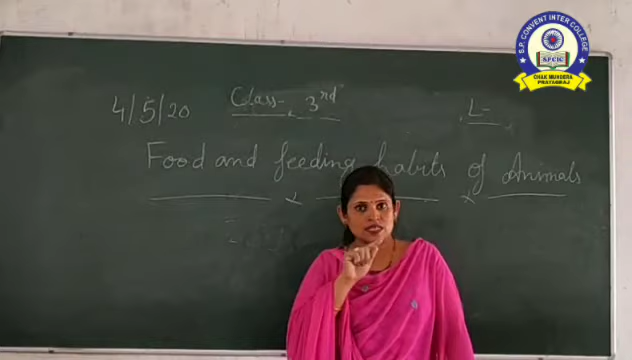 S.P. CONVENT INTER COLLEGE
SPCIC
CHAK MUNDERA
PRAYAGRAJ
4/5/20 Class- 3rd L-
Food and feeding habits of Animals